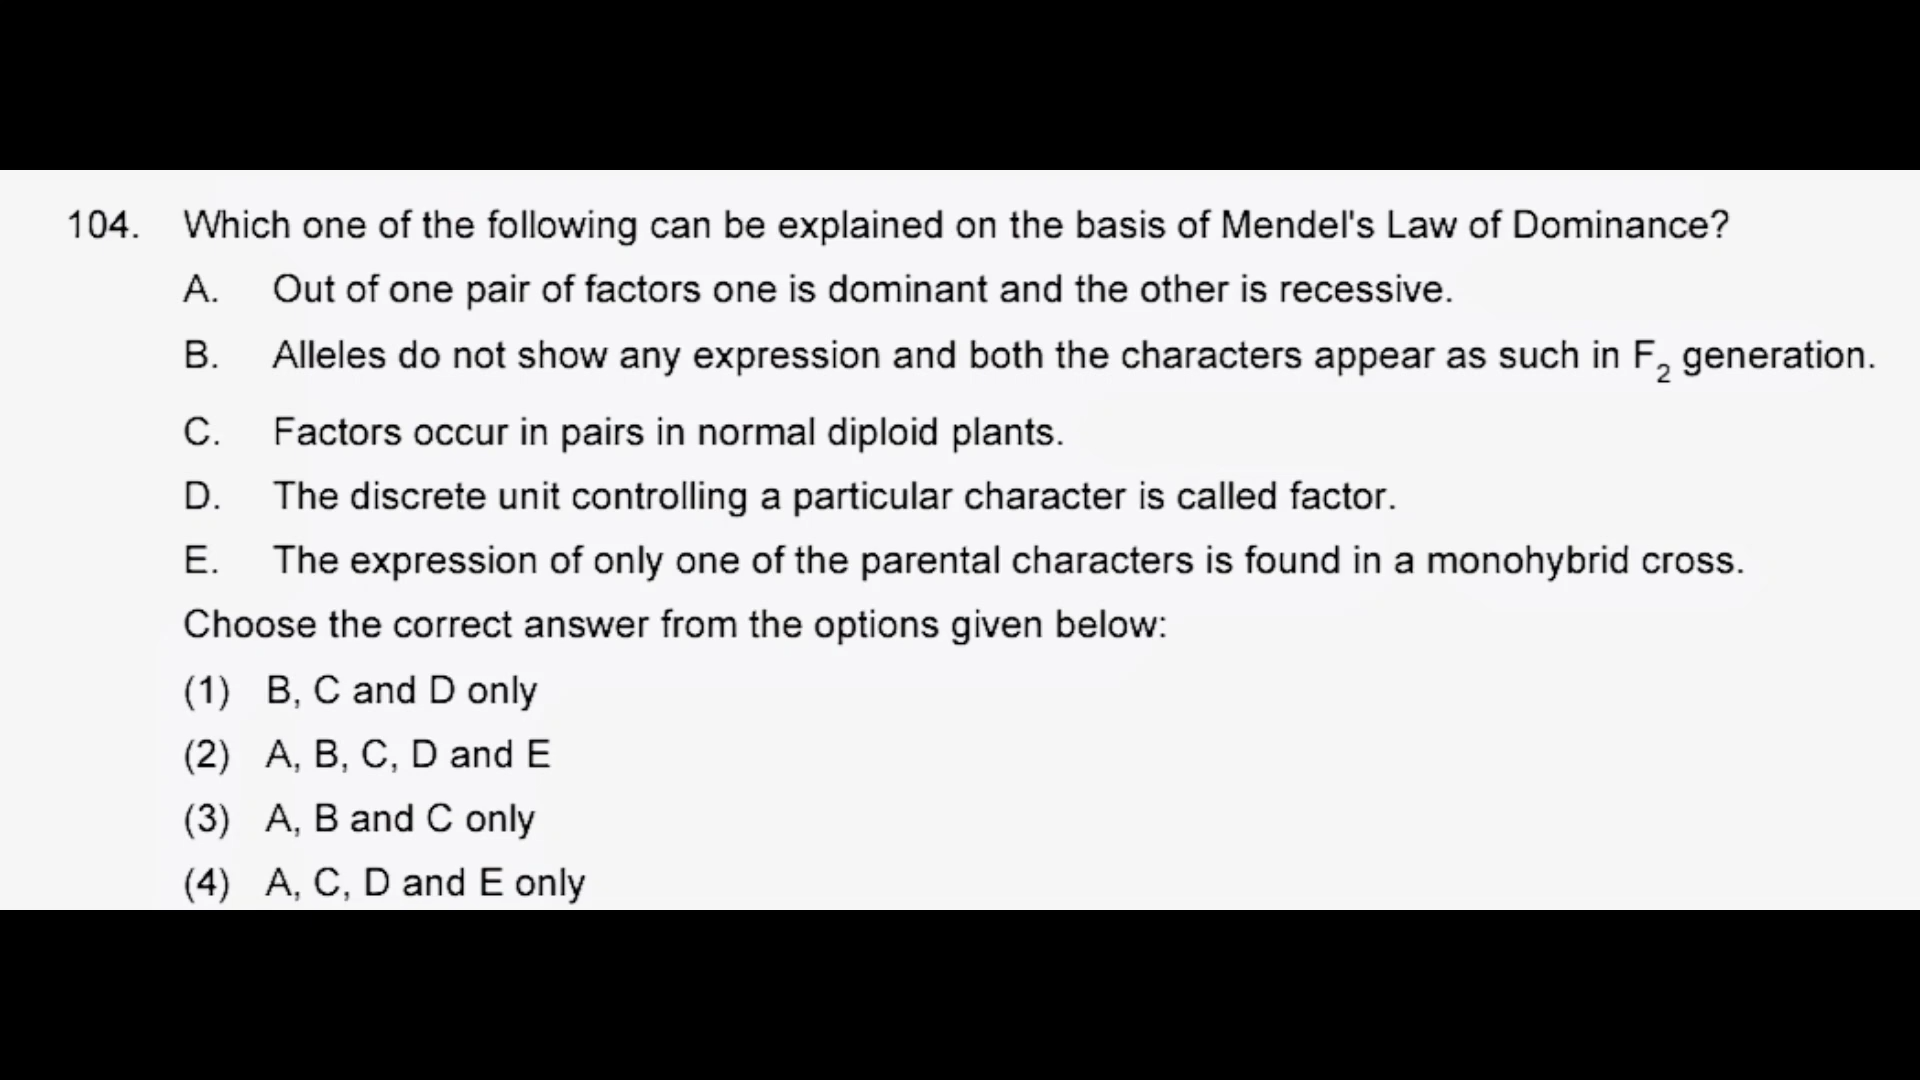 104. Which one of the following can be explained on the basis of Mendel's Law of Dominance?
A. Out of one pair of factors one is dominant and the other is recessive.
B. Alleles do not show any expression and both the characters appear as such in F₂ generation.
C. Factors occur in pairs in normal diploid plants.
D. The discrete unit controlling a particular character is called factor.
E. The expression of only one of the parental characters is found in a monohybrid cross.
Choose the correct answer from the options given below:
(1) B, C and D only
(2) A, B, C, D and E
(3) A, B and C only
(4) A, C, D and E only